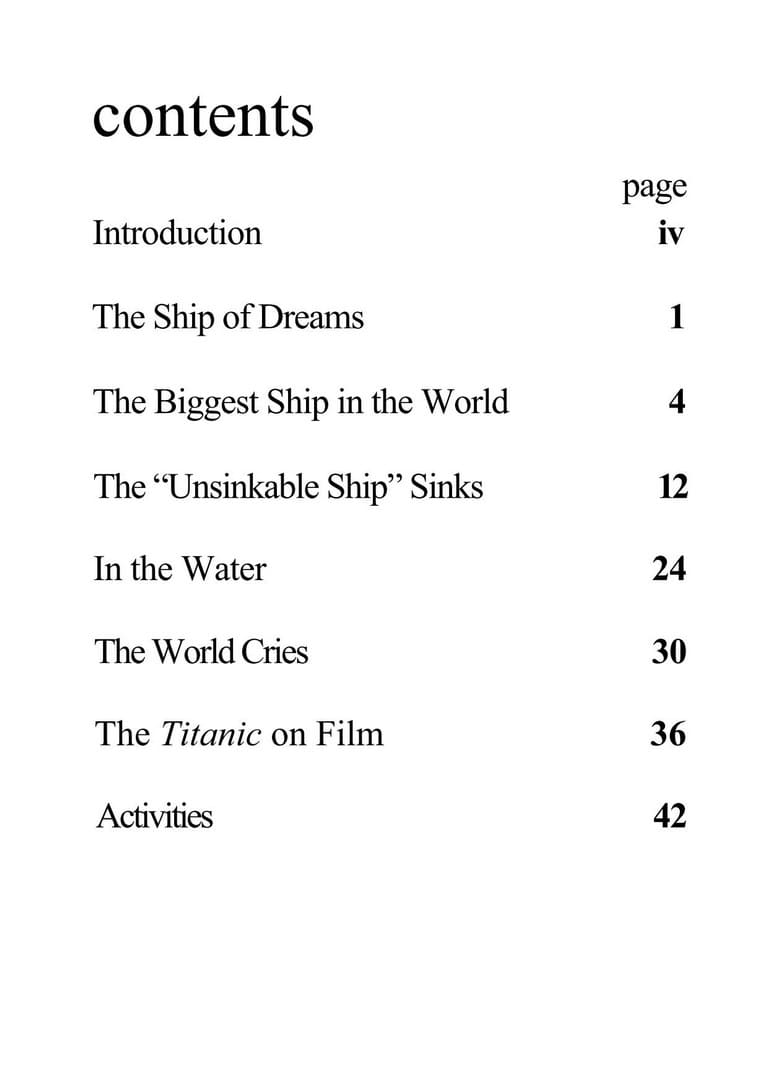 contents
page
Introduction iv
The Ship of Dreams 1
The Biggest Ship in the World 4
The “Unsinkable Ship” Sinks 12
In the Water 24
The World Cries 30
The Titanic on Film 36
Activities 42